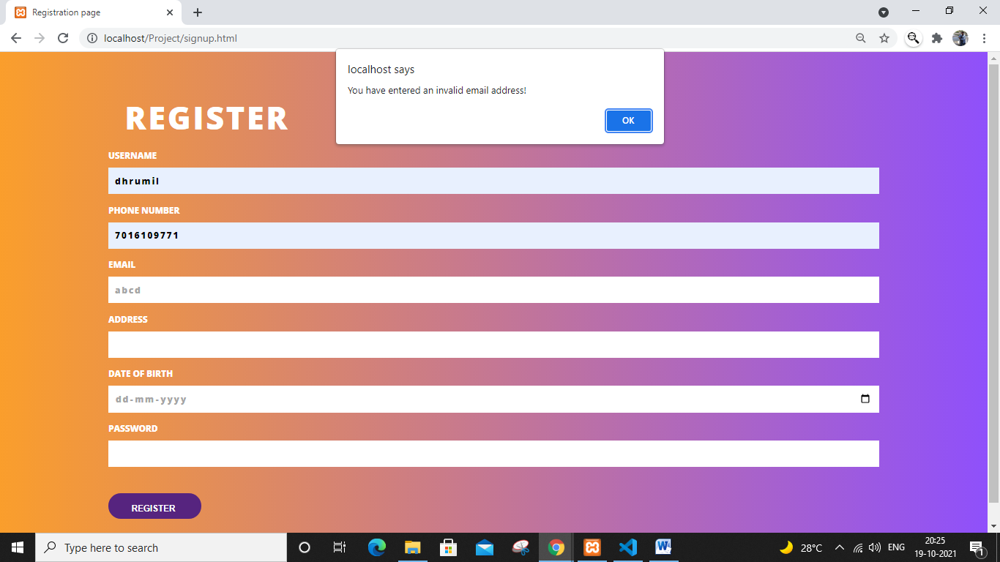 Registration page
localhost/Project/signup.html
localhost says
You have entered an invalid email address!
OK
REGISTER
USERNAME
dhrumil
PHONE NUMBER
7016109771
EMAIL
abcd
ADDRESS
DATE OF BIRTH
dd-mm-yyyy
PASSWORD
REGISTER
Type here to search
28°C
ENG
20:25
19-10-2021
1